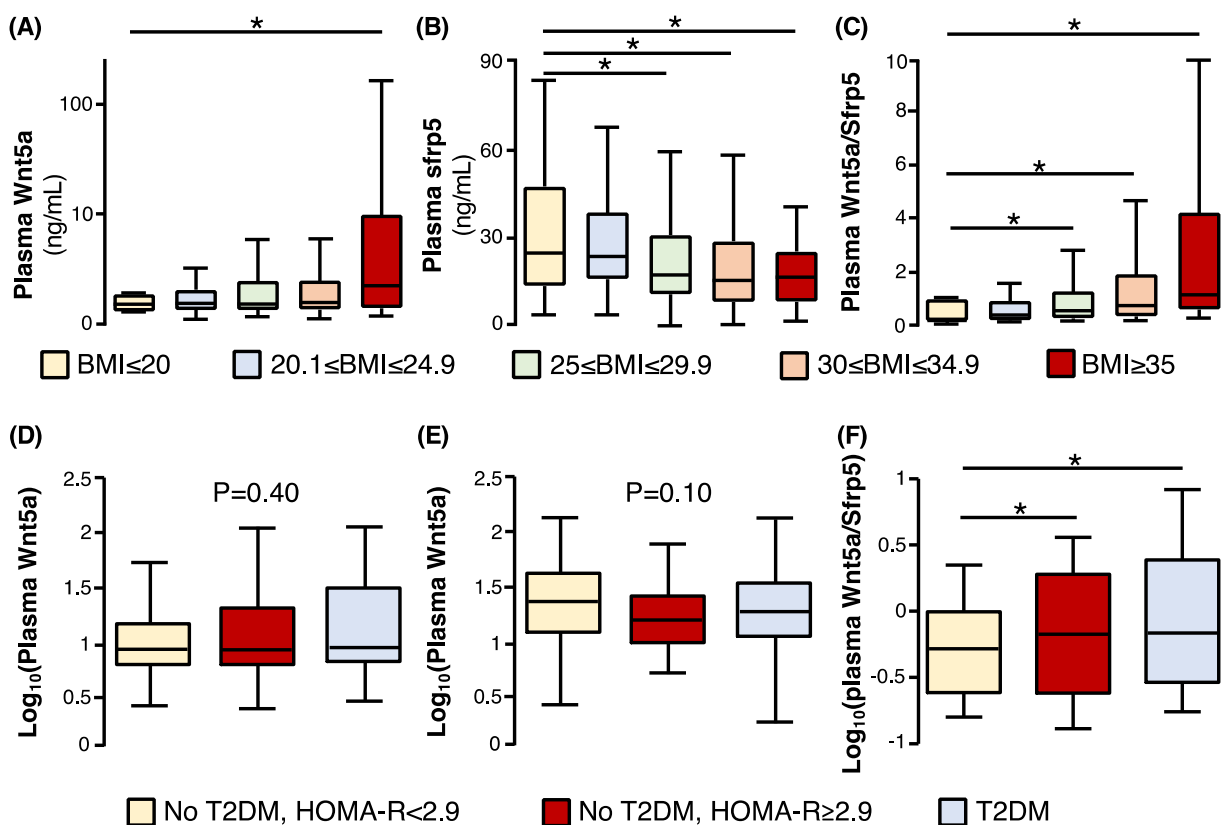 (A)
*
Plasma Wnt5a
(ng/mL)
100
10
0
(B)
*
*
*
Plasma sfrp5
(ng/mL)
90
60
30
0
(C)
*
*
*
Plasma Wnt5a/Sfrp5
10
8
6
4
2
0
BMI≤20
20.1≤BMI≤24.9
25≤BMI≤29.9
30≤BMI≤34.9
BMI≥35
(D)
P=0.40
Log10(Plasma Wnt5a)
2.5
2
1.5
1
0.5
0
(E)
P=0.10
Log10(Plasma Wnt5a)
2.5
2
1.5
1
0.5
0
(F)
*
*
Log10(plasma Wnt5a/Sfrp5)
1
0.5
0
-0.5
-1
No T2DM, HOMA-R<2.9
No T2DM, HOMA-R≥2.9
T2DM